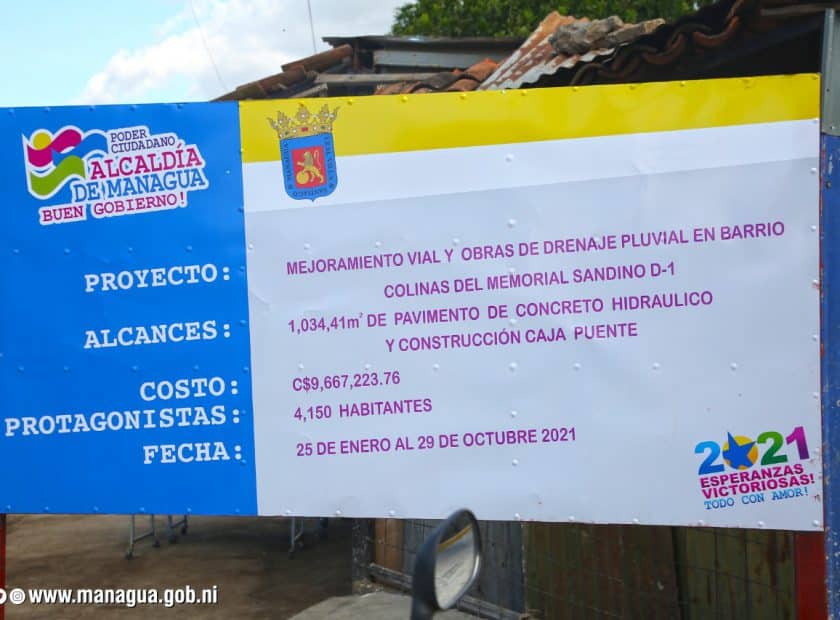 PODER
CIUDADANO
ALCALDÍA
DE MANAGUA
BUEN GOBIERNO!
MANAGUA
PROYECTO: MEJORAMIENTO VIAL Y OBRAS DE DRENAJE PLUVIAL EN BARRIO
COLINAS DEL MEMORIAL SANDINO D-1
ALCANCES: 1,034,41m² DE PAVIMENTO DE CONCRETO HIDRAULICO
Y CONSTRUCCIÓN CAJA PUENTE
COSTO: C$9,667,223.76
PROTAGONISTAS: 4,150 HABITANTES
FECHA: 25 DE ENERO AL 29 DE OCTUBRE 2021
2021
ESPERANZAS
VICTORIOSAS!
TODO CON AMOR!
www.managua.gob.ni